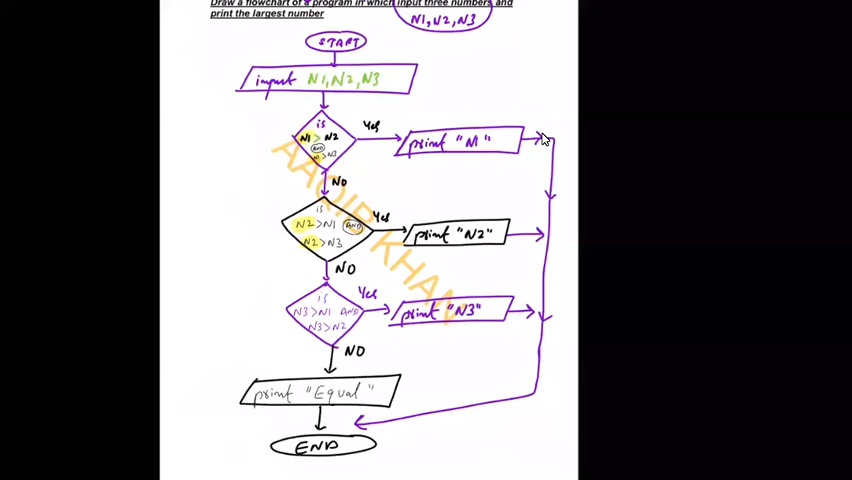 Draw a flowchart of a program in which input three numbers and
print the largest number
N1, N2, N3
START
input N1, N2, N3
is
N1 > N2
AND
N1 > N3
Yes
print "N1"
NO
is
N2 > N1 AND
N2 > N3
Yes
print "N2"
NO
is
N3 > N1 AND
N3 > N2
Yes
print "N3"
NO
print "Equal"
END
AAQIB KHAN